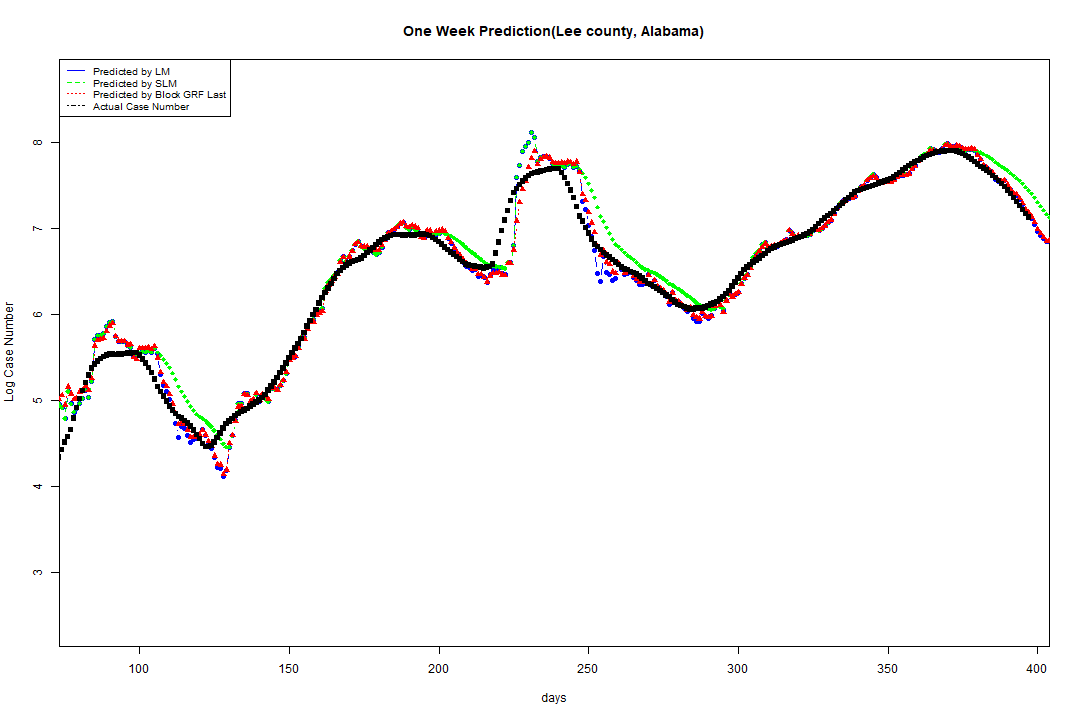 One Week Prediction(Lee county, Alabama)
Predicted by LM
Predicted by SLM
Predicted by Block GRF Last
Actual Case Number
8
7
6
5
4
3
Log Case Number
100 150 200 250 300 350 400
days